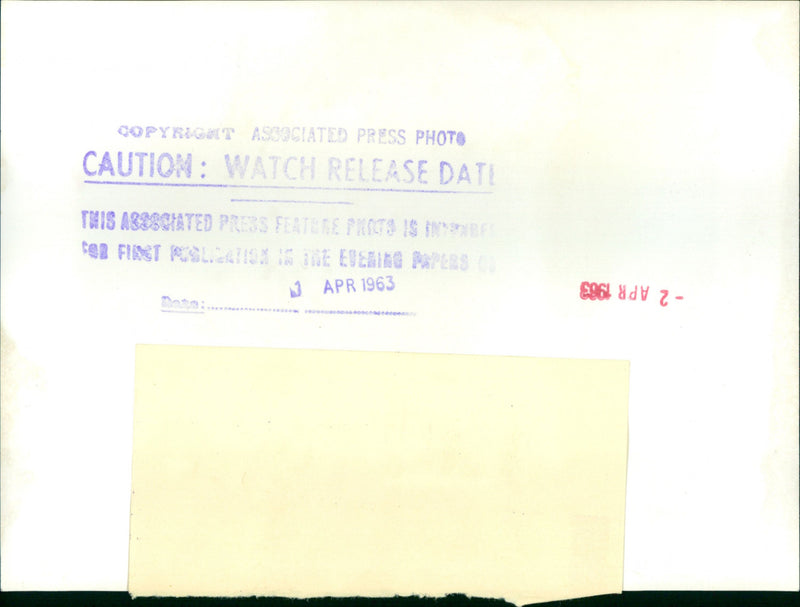 COPYRIGHT ASSOCIATED PRESS PHOTO
CAUTION: WATCH RELEASE DATE
THIS ASSOCIATED PRESS FEATURE PHOTO IS INTENDED
FOR FIRST PUBLICATION IN THE EVENING PAPERS
APR 1963
Date:
- 2 APR 1963